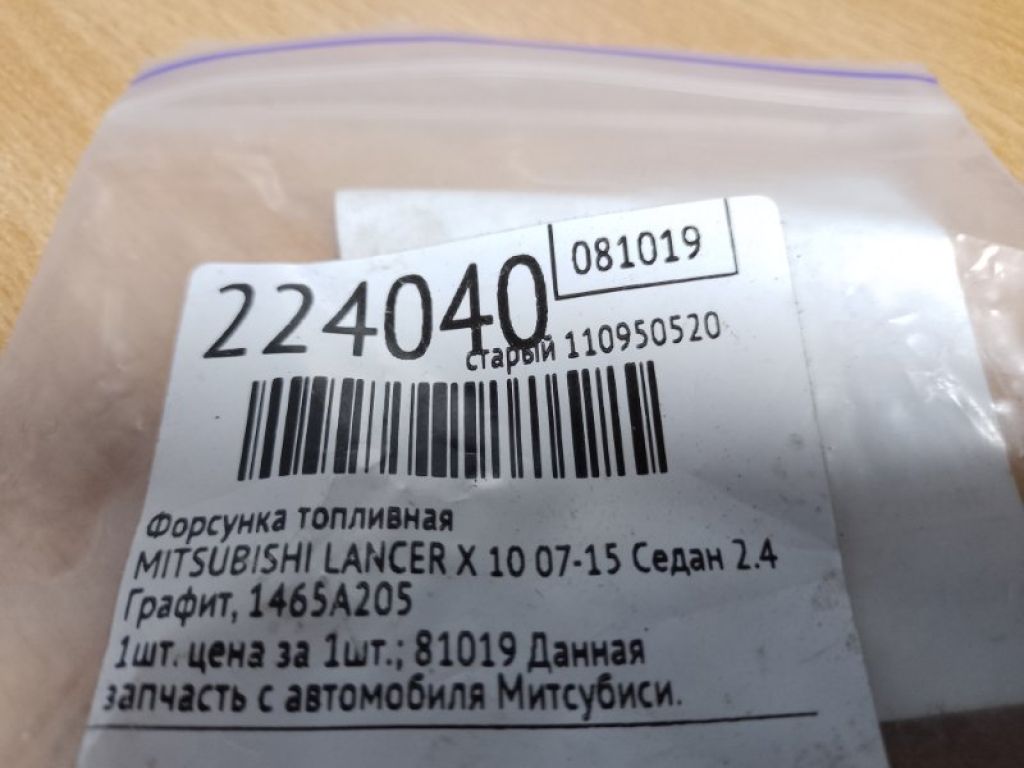 081019
224040
старый 110950520
Форсунка топливная
MITSUBISHI LANCER X 10 07-15 Седан 2.4
Графит, 1465A205
1шт. цена за 1шт.; 81019 Данная
запчасть с автомобиля Митсубиси.